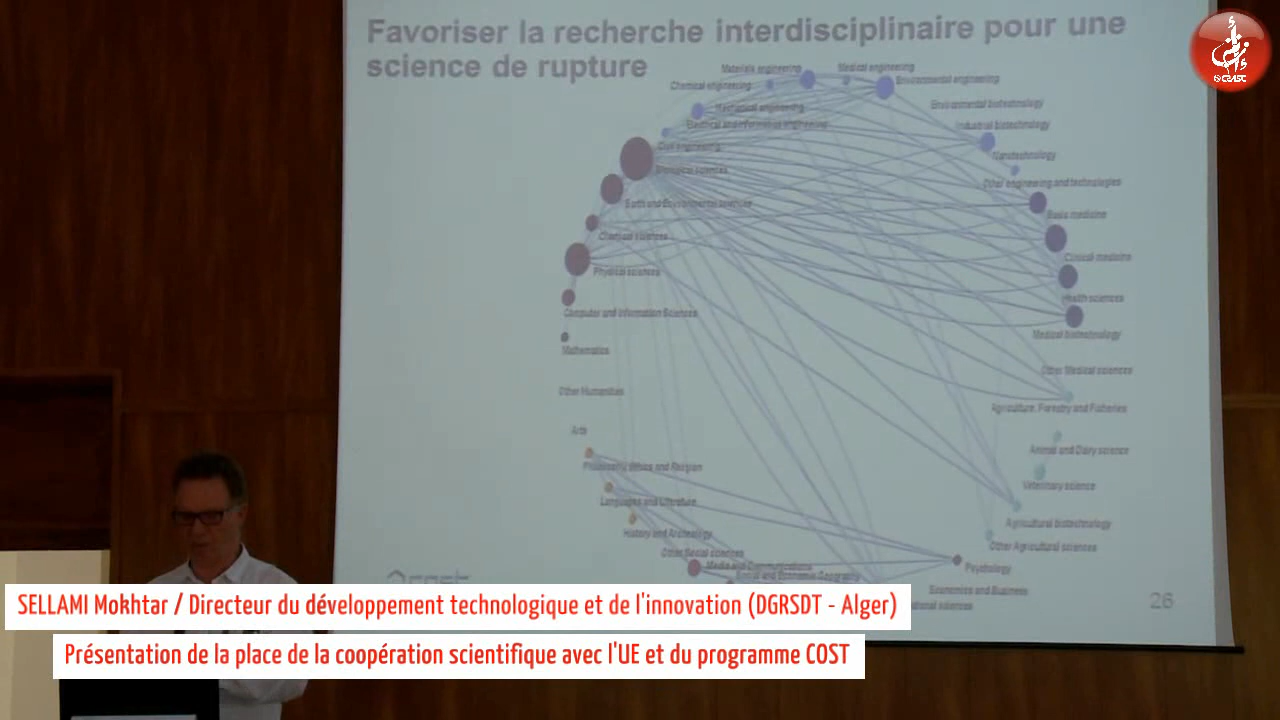 Favoriser la recherche interdisciplinaire pour une
science de rupture
Materials engineering
Medical engineering
Chemical engineering
Environmental engineering
Mechanical engineering
Environmental biotechnology
Electrical and information engineering
Industrial biotechnology
Civil engineering
Nanotechnology
Biological sciences
Other engineering and technologies
Earth and Environmental sciences
Basic medicine
Chemical sciences
Clinical medicine
Physical sciences
Health sciences
Computer and Information Sciences
Medical biotechnology
Mathematics
Other Medical sciences
Other Humanities
Agriculture, Forestry and Fisheries
Arts
Animal and Dairy science
Philosophy, Ethics and Religion
Veterinary science
Languages and Literature
Agricultural biotechnology
History and Archeology
Other Agricultural sciences
Other Social sciences
Media and Communications
Psychology
Social and Economic Geography
Economics and Business
sciences
26
SELLAMI Mokhtar / Directeur du développement technologique et de l'innovation (DGRSDT - Alger)
Présentation de la place de la coopération scientifique avec l'UE et du programme COST
© CRASC